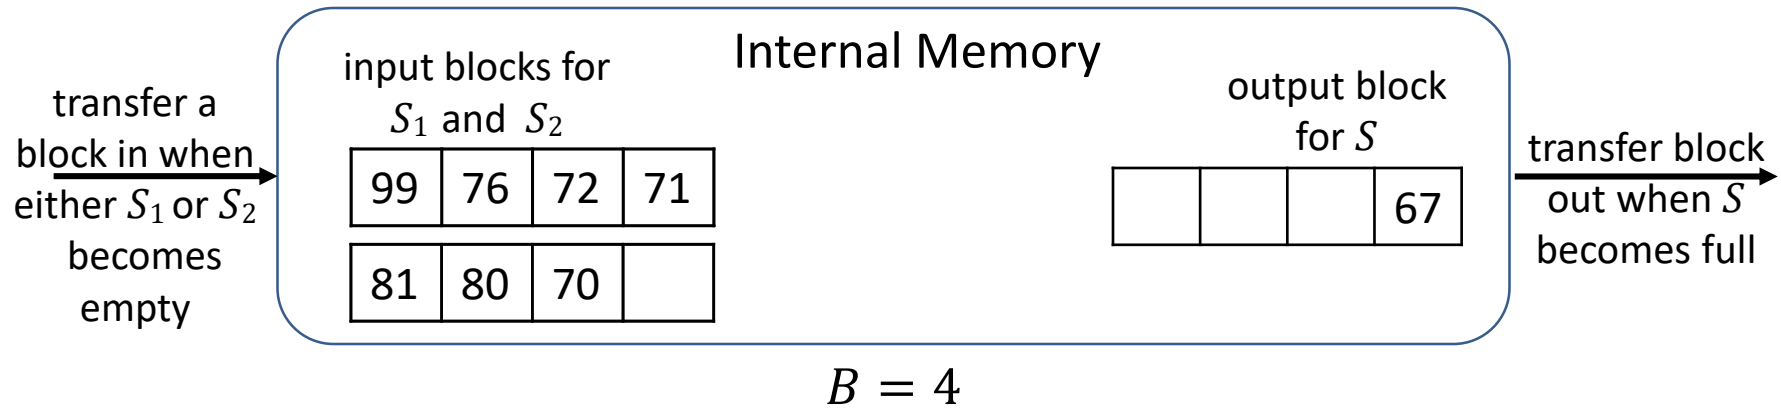 Internal Memory
transfer a
block in when
either S₁ or S₂
becomes
empty
input blocks for
S₁ and S₂
99 76 72 71
81 80 70
output block
for S
67
transfer block
out when S
becomes full
B = 4